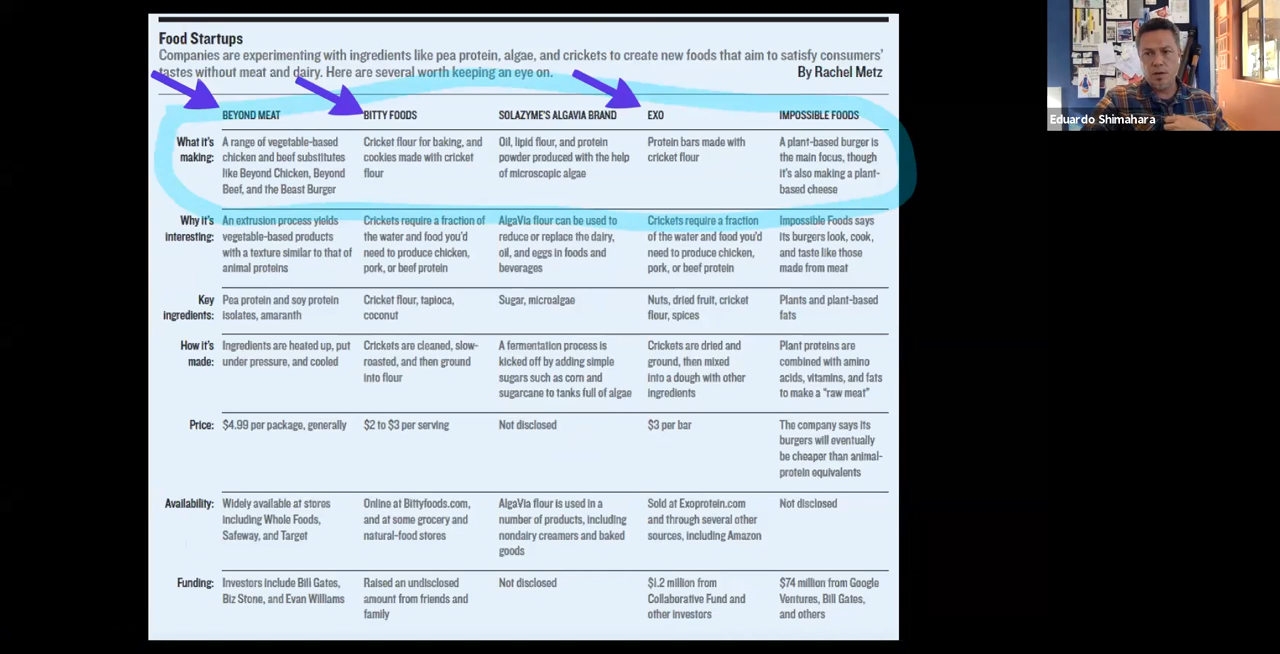 Food Startups
Companies are experimenting with ingredients like pea protein, algae, and crickets to create new foods that aim to satisfy consumers'
tastes without meat and dairy. Here are several worth keeping an eye on.
By Rachel Metz
BEYOND MEAT
BITTY FOODS
SOLAZYME'S ALGAVIA BRAND
EXO
IMPOSSIBLE FOODS
What it's
making:
A range of vegetable-based
chicken and beef substitutes
like Beyond Chicken, Beyond
Beef, and the Beast Burger
Cricket flour for baking, and
cookies made with cricket
flour
Oil, lipid flour, and protein
powder produced with the help
of microscopic algae
Protein bars made with
cricket flour
A plant-based burger is
the main focus, though
it's also making a plant-
based cheese
Why it's
interesting:
An extrusion process yields
vegetable-based products
with a texture similar to that of
animal proteins
Crickets require a fraction of
the water and food you'd
need to produce chicken,
pork, or beef protein
AlgaVia flour can be used to
reduce or replace the dairy,
oil, and eggs in foods and
beverages
Crickets require a fraction
of the water and food you'd
need to produce chicken,
pork, or beef protein
Impossible Foods says
its burgers look, cook,
and taste like those
made from meat
Key
ingredients:
Pea protein and soy protein
isolates, amaranth
Cricket flour, tapioca,
coconut
Sugar, microalgae
Nuts, dried fruit, cricket
flour, spices
Plants and plant-based
fats
How it's
made:
Ingredients are heated up, put
under pressure, and cooled
Crickets are cleaned, slow-
roasted, and then ground
into flour
A fermentation process is
kicked off by adding simple
sugars such as corn and
sugarcane to tanks full of algae
Crickets are dried and
ground, then mixed
into a dough with other
ingredients
Plant proteins are
combined with amino
acids, vitamins, and fats
to make a "raw meat"
Price:
$4.99 per package, generally
$2 to $3 per serving
Not disclosed
$3 per bar
The company says its
burgers will eventually
be cheaper than animal-
protein equivalents
Availability:
Widely available at stores
including Whole Foods,
Safeway, and Target
Online at Bittyfoods.com,
and at some grocery and
natural-food stores
AlgaVia flour is used in a
number of products, including
nondairy creamers and baked
goods
Sold at Exoprotein.com
and through several other
sources, including Amazon
Not disclosed
Funding:
Investors include Bill Gates,
Biz Stone, and Evan Williams
Raised an undisclosed
amount from friends and
family
Not disclosed
$1.2 million from
Collaborative Fund and
other investors
$74 million from Google
Ventures, Bill Gates,
and others
Eduardo Shimahara